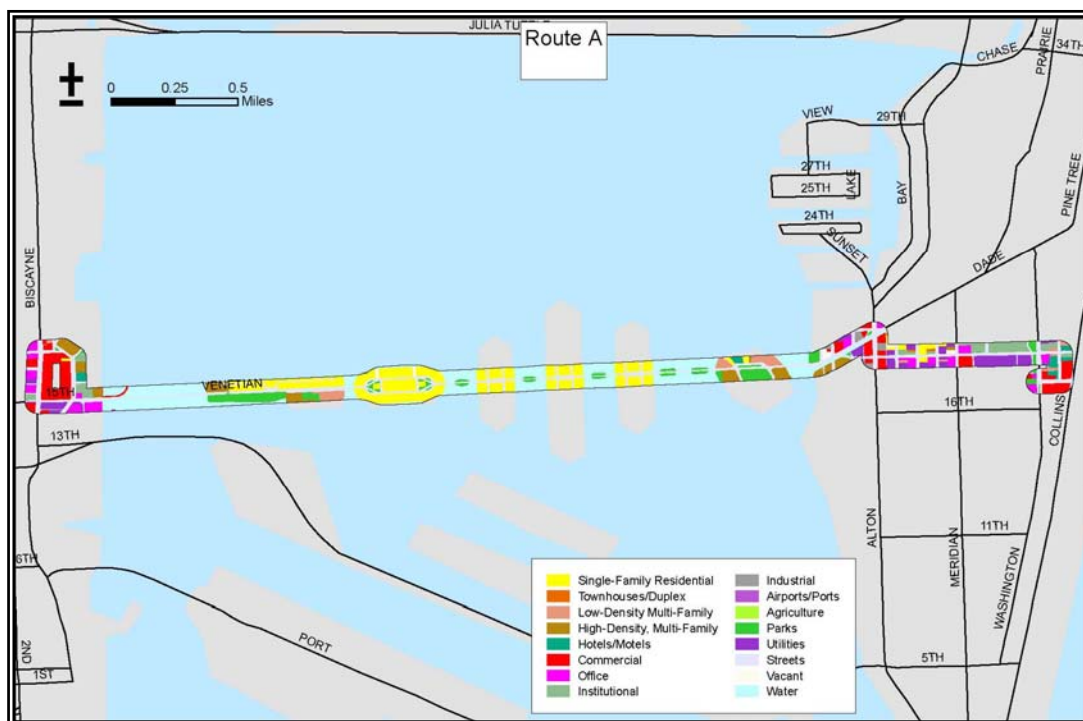 JULIA TUTTLE
Route A
CHASE
PRAIRIE
34TH
0 0.25 0.5
Miles
VIEW
29TH
27TH
LAKE
25TH
BAY
PINE TREE
24TH
SUNSET
DADE
BISCAYNE
VENETIAN
15TH
16TH
COLLINS
13TH
ALTON
MERIDIAN
11TH
WASHINGTON
6TH
2ND
1ST
PORT
5TH
Single-Family Residential
Townhouses/Duplex
Low-Density Multi-Family
High-Density, Multi-Family
Hotels/Motels
Commercial
Office
Institutional
Industrial
Airports/Ports
Agriculture
Parks
Utilities
Streets
Vacant
Water